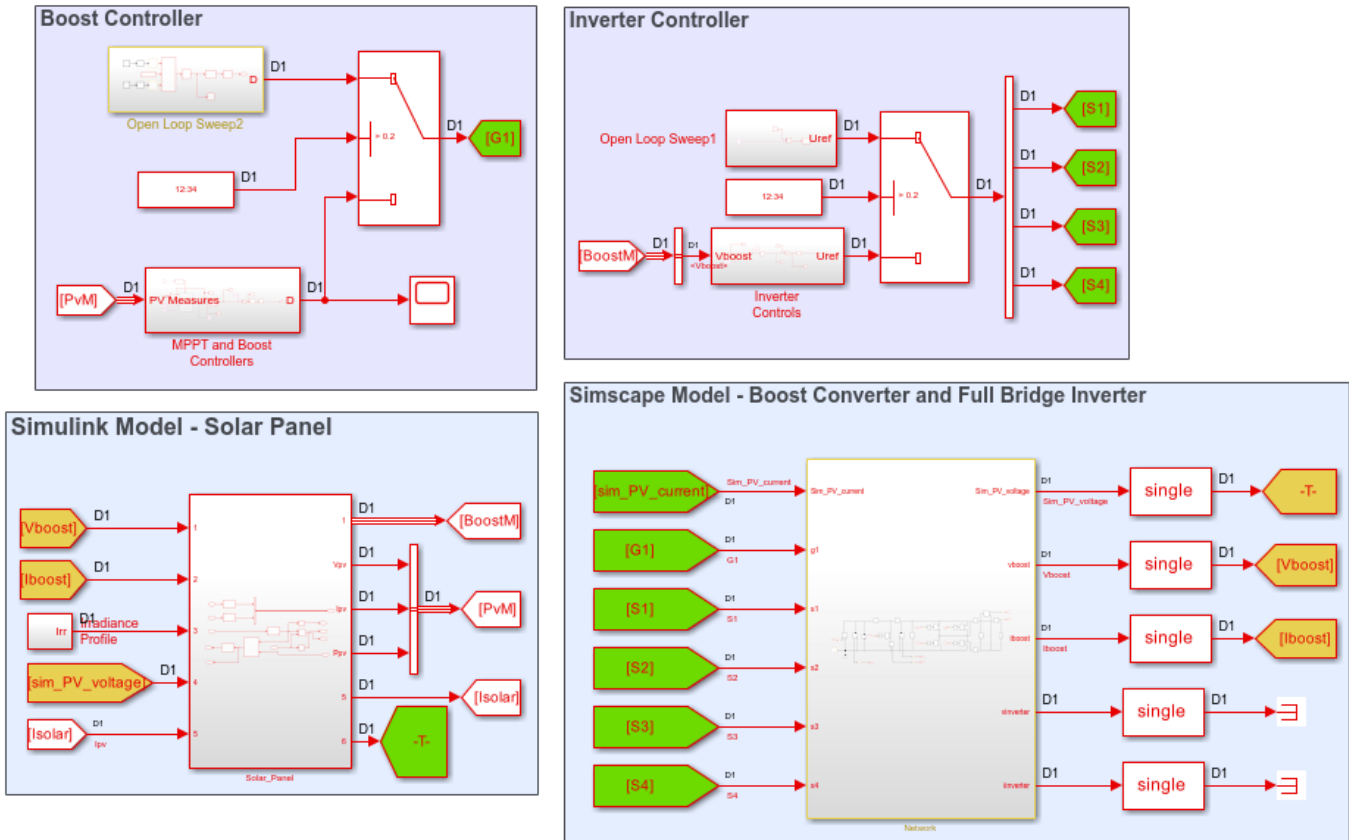 Boost Controller
D
D1
Open Loop Sweep2
> 0.2
D1
[G1]
12:34
D1
[PvM]
D1
PV Measures
D
D1
MPPT and Boost
Controllers
Inverter Controller
Open Loop Sweep1
Uref
D1
12:34
D1
> 0.2
D1
[BoostM]
D1
D1
<Vboost>
Vboost
Uref
D1
Inverter
Controls
D1
[S1]
D1
[S2]
D1
[S3]
D1
[S4]
Simulink Model - Solar Panel
[Vboost]
D1
1
[Iboost]
D1
2
Irr
D1
Irradiance
Profile
3
[sim_PV_voltage]
D1
4
[Isolar]
D1
Ipv
5
Solar_Panel
1
D1
[BoostM]
Vpv
D1
Ipv
D1
D1
[PvM]
Ppv
D1
5
D1
[Isolar]
6
D1
-T-
Simscape Model - Boost Converter and Full Bridge Inverter
[sim_PV_current]
Sim_PV_current
D1
Sim_PV_current
[G1]
D1
G1
g1
[S1]
D1
S1
s1
[S2]
D1
S2
s2
[S3]
D1
S3
s3
[S4]
D1
S4
s4
Network
Sim_PV_voltage
D1
Sim_PV_voltage
single
D1
-T-
vboost
D1
Vboost
single
D1
[Vboost]
iboost
D1
Iboost
single
D1
[Iboost]
vinverter
D1
single
D1
iinverter
D1
single
D1